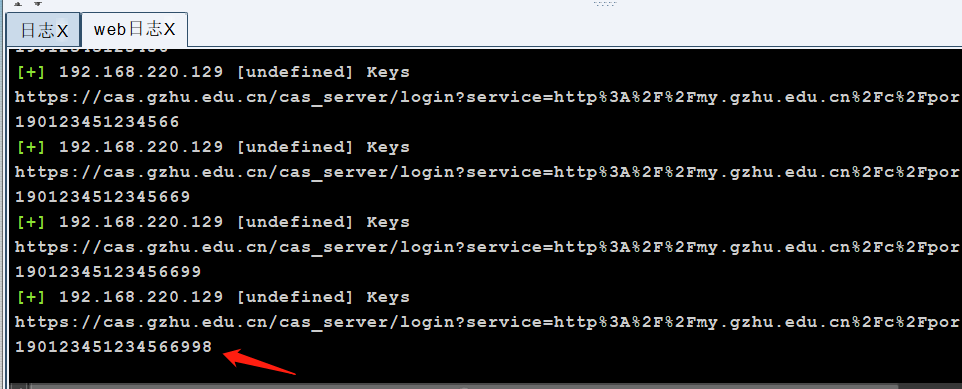 日志X web日志X
[+] 192.168.220.129 [undefined] Keys
https://cas.gzhu.edu.cn/cas_server/login?service=http%3A%2F%2Fmy.gzhu.edu.cn%2Fc%2Fpor
190123451234566
[+] 192.168.220.129 [undefined] Keys
https://cas.gzhu.edu.cn/cas_server/login?service=http%3A%2F%2Fmy.gzhu.edu.cn%2Fc%2Fpor
1901234512345669
[+] 192.168.220.129 [undefined] Keys
https://cas.gzhu.edu.cn/cas_server/login?service=http%3A%2F%2Fmy.gzhu.edu.cn%2Fc%2Fpor
19012345123456699
[+] 192.168.220.129 [undefined] Keys
https://cas.gzhu.edu.cn/cas_server/login?service=http%3A%2F%2Fmy.gzhu.edu.cn%2Fc%2Fpor
190123451234566998